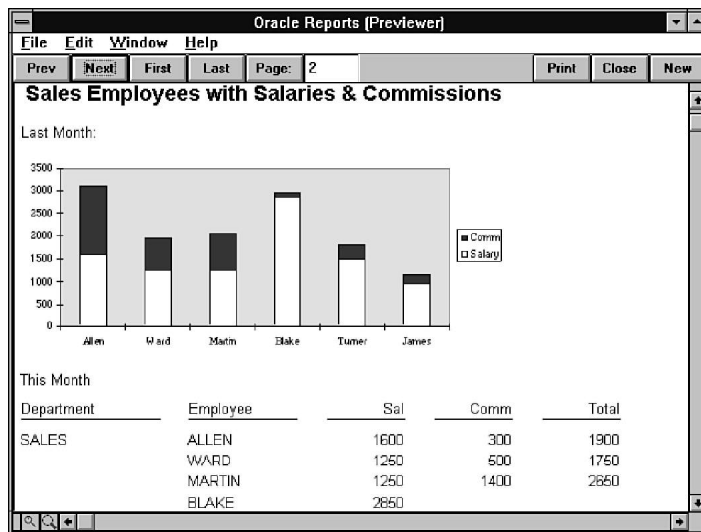 Oracle Reports (Previewer)
File Edit Window Help
Prev Next First Last Page: 2 Print Close New
Sales Employees with Salaries & Commissions
Last Month:
3500
3000
2500
2000
1500
1000
500
0
Comm
Salary
Allen Ward Martin Blake Turner James
This Month
Department Employee Sal Comm Total
SALES ALLEN 1600 300 1900
WARD 1250 500 1750
MARTIN 1250 1400 2650
BLAKE 2850